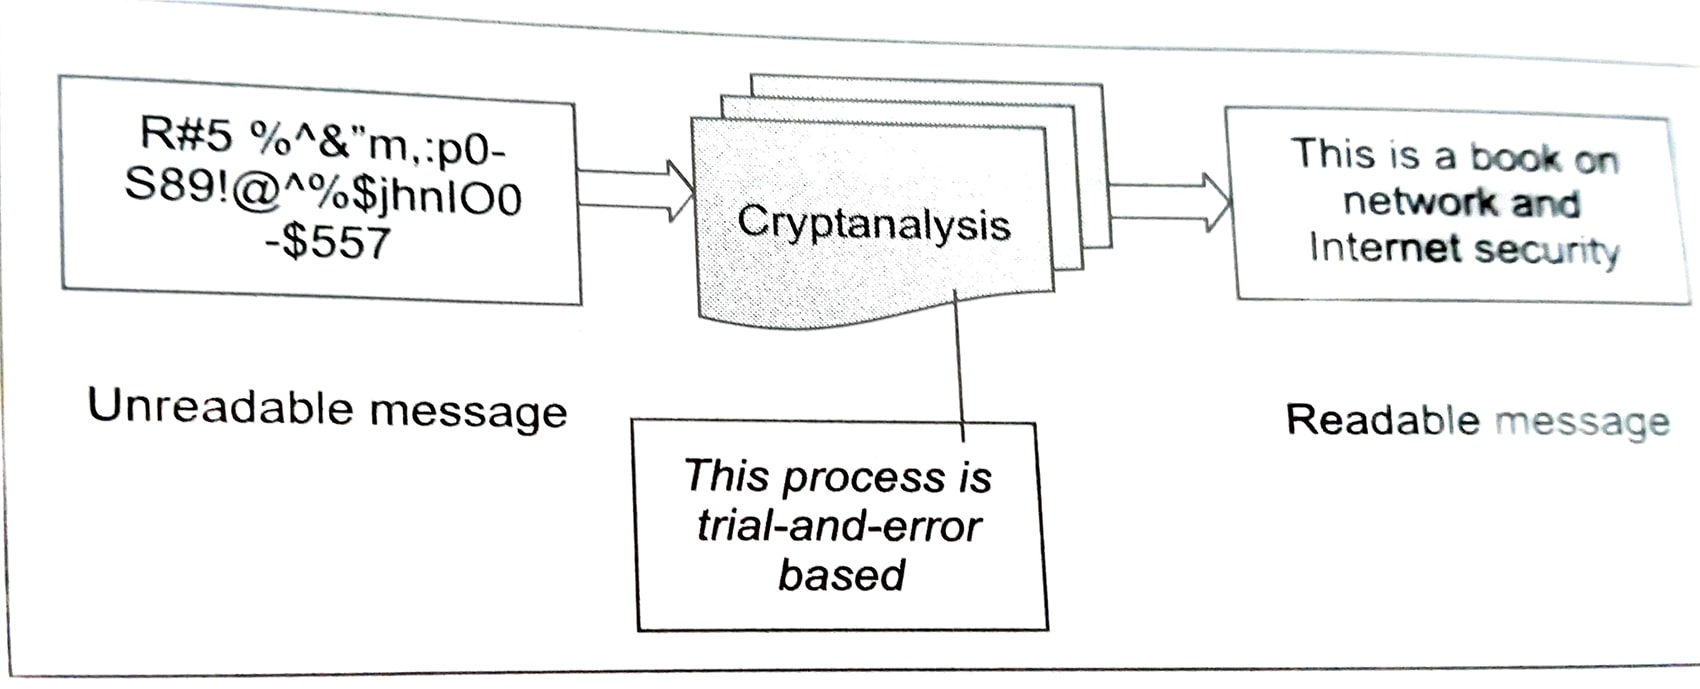 R#5 %^&"m,:p0-
S89!@^%$jhnIO0
-$557
Cryptanalysis
This is a book on
network and
Internet security
Unreadable message
Readable message
This process is
trial-and-error
based